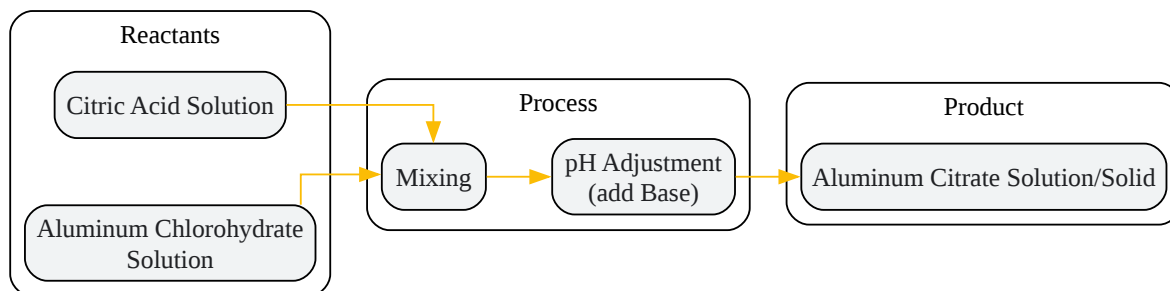 Reactants
Citric Acid Solution
Aluminum Chlorohydrate
Solution
Process
Mixing
pH Adjustment
(add Base)
Product
Aluminum Citrate Solution/Solid